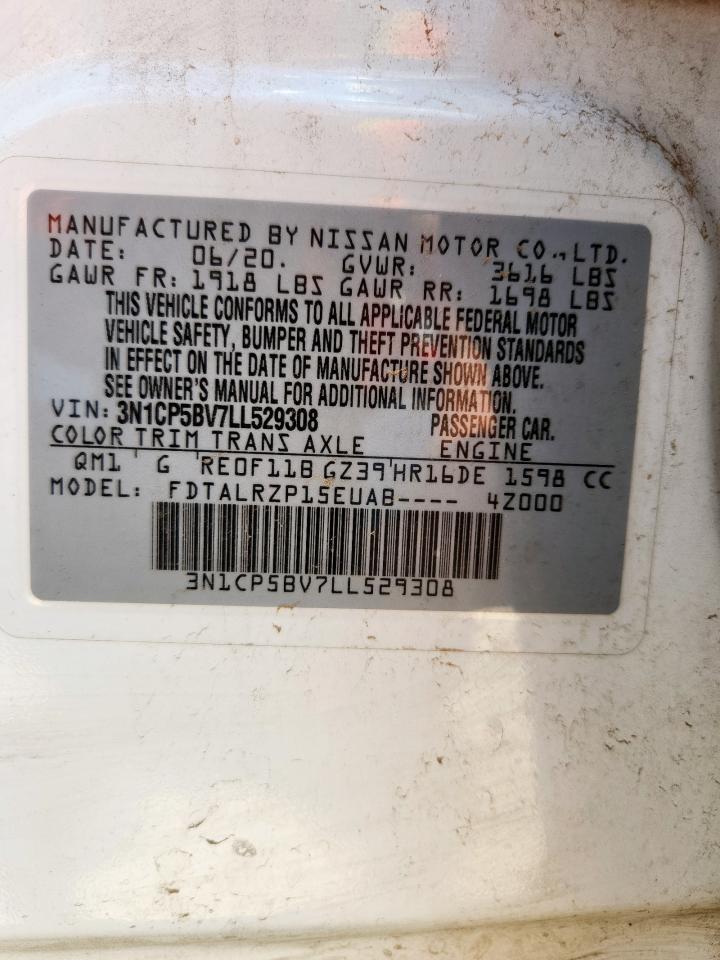 MANUFACTURED BY NISSAN MOTOR CO.,LTD.
DATE: 06/20. GVWR: 3616 LBS
GAWR FR: 1918 LBS GAWR RR: 1698 LBS
THIS VEHICLE CONFORMS TO ALL APPLICABLE FEDERAL MOTOR
VEHICLE SAFETY, BUMPER AND THEFT PREVENTION STANDARDS
IN EFFECT ON THE DATE OF MANUFACTURE SHOWN ABOVE.
SEE OWNER'S MANUAL FOR ADDITIONAL INFORMATION.
VIN: 3N1CP5BV7LL529308 PASSENGER CAR.
COLOR TRIM TRANS AXLE ENGINE
QM1 G RE0F11B GZ39 HR16DE 1598 CC
MODEL: FDTALRZP15EUAB---- 4Z000
3N1CP5BV7LL529308